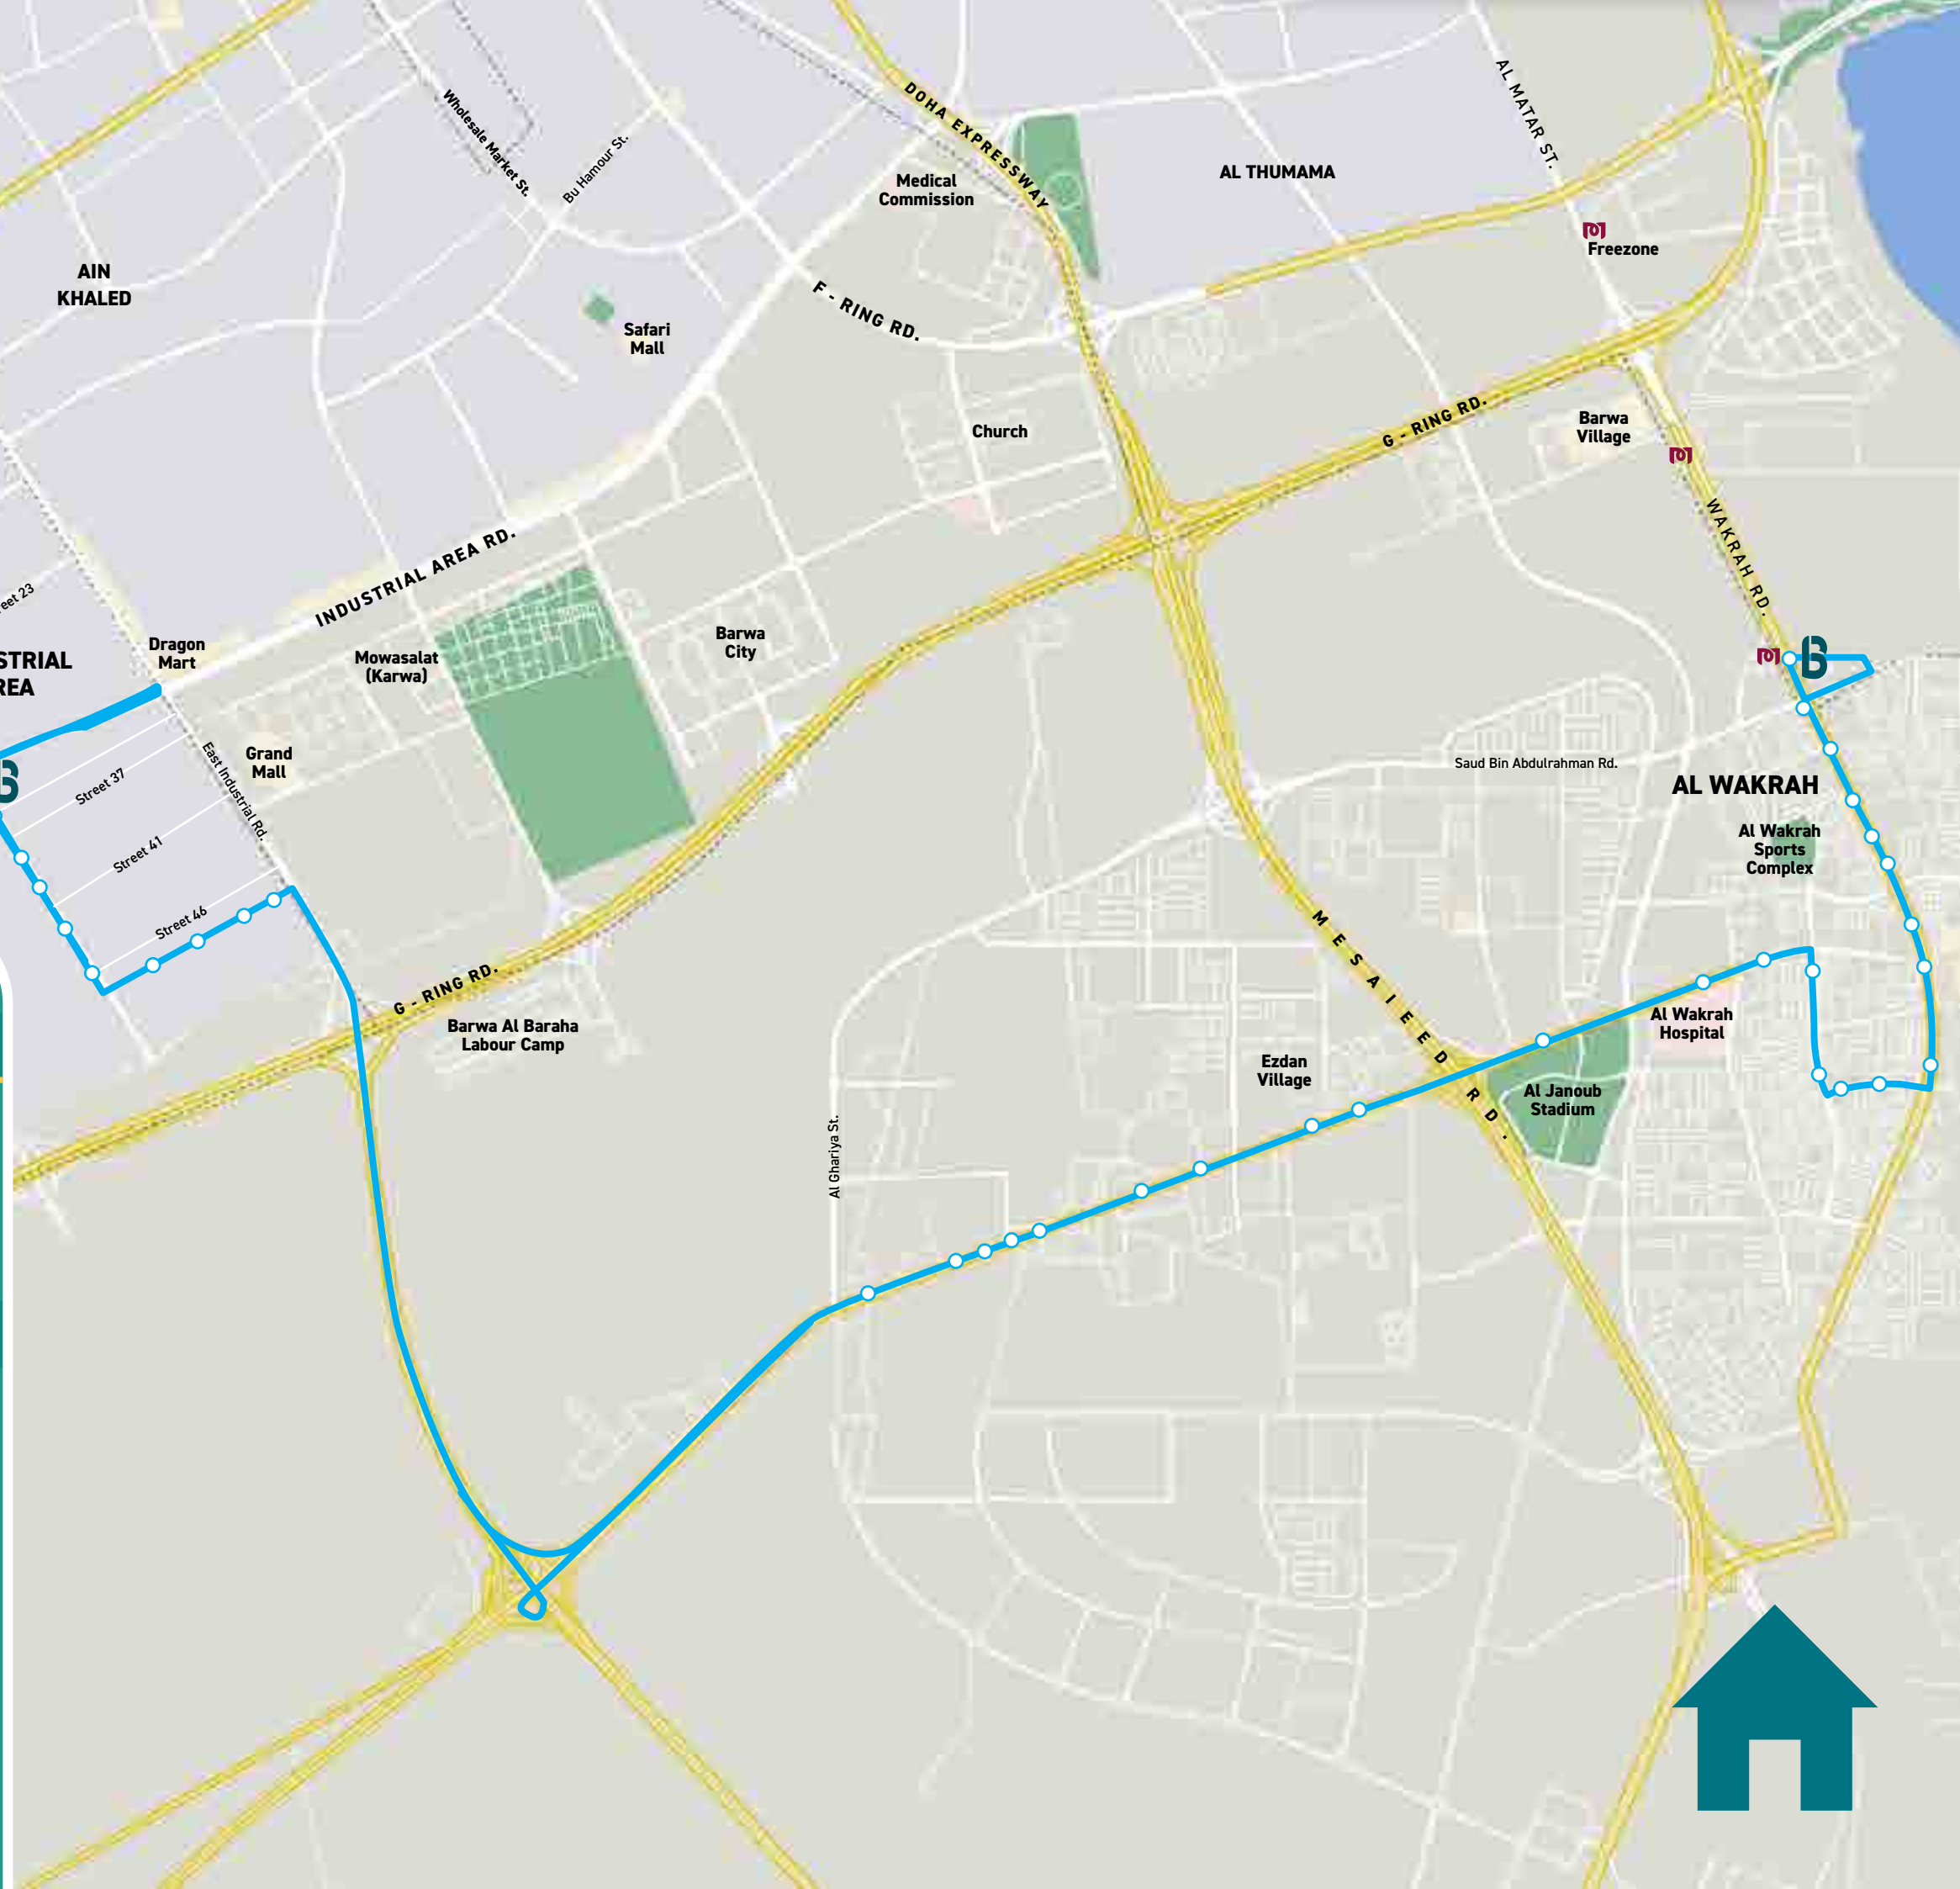 DOHA EXPRESSWAY
AL MATAR ST.
Wholesale Market St.
Bu Hamour St.
Medical
Commission
AL THUMAMA
Freezone
AIN
KHALED
F - RING RD.
Safari
Mall
Church
G - RING RD.
Barwa
Village
WAKRAH RD.
INDUSTRIAL AREA RD.
eet 23
STRIAL
REA
Dragon
Mart
Mowasalat
(Karwa)
Barwa
City
East Industrial Rd.
Grand
Mall
Street 37
Street 41
Street 46
Saud Bin Abdulrahman Rd.
AL WAKRAH
Al Wakrah
Sports
Complex
MESAIEED RD.
G - RING RD.
Barwa Al Baraha
Labour Camp
Al Wakrah
Hospital
Ezdan
Village
Al Janoub
Stadium
Al Ghariya St.